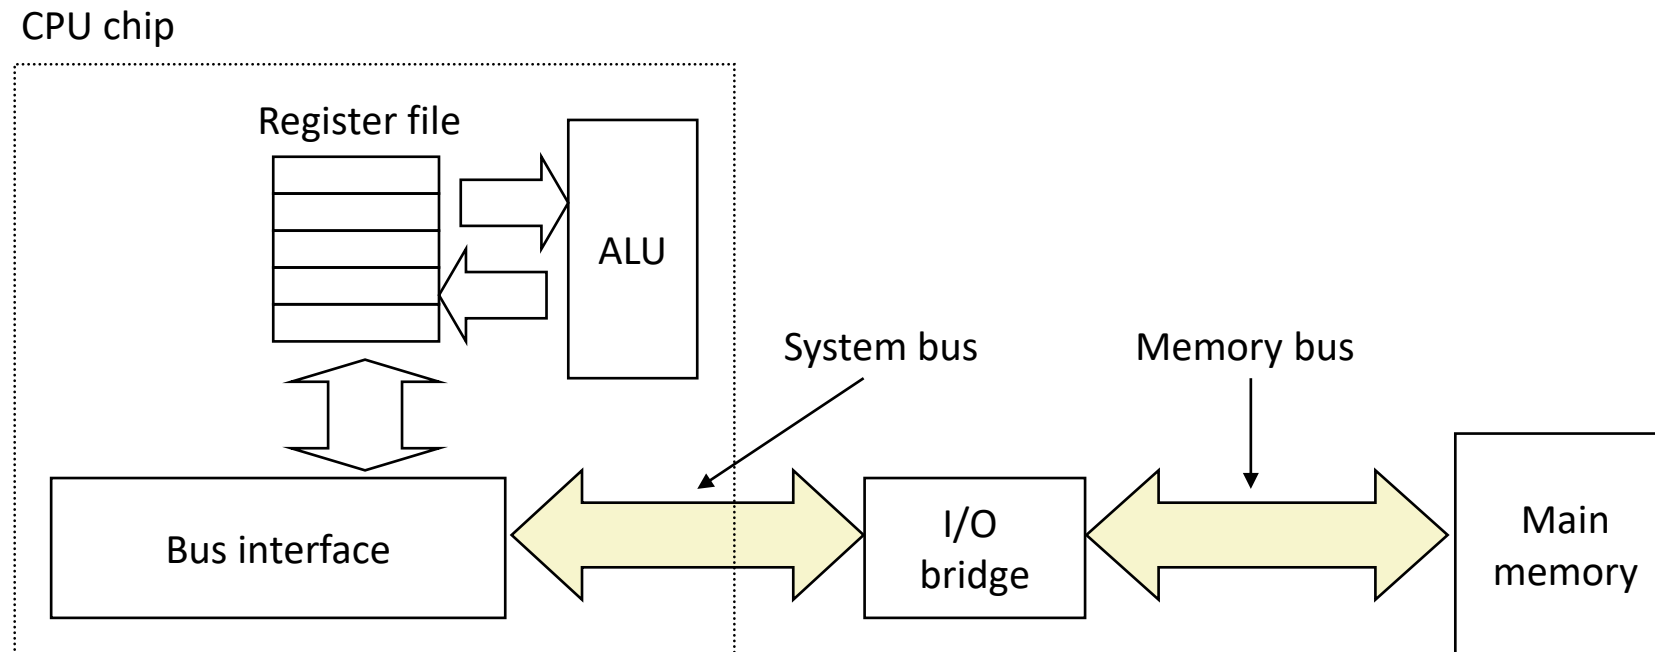 CPU chip
Register file
ALU
System bus
Memory bus
Bus interface
I/O
bridge
Main
memory